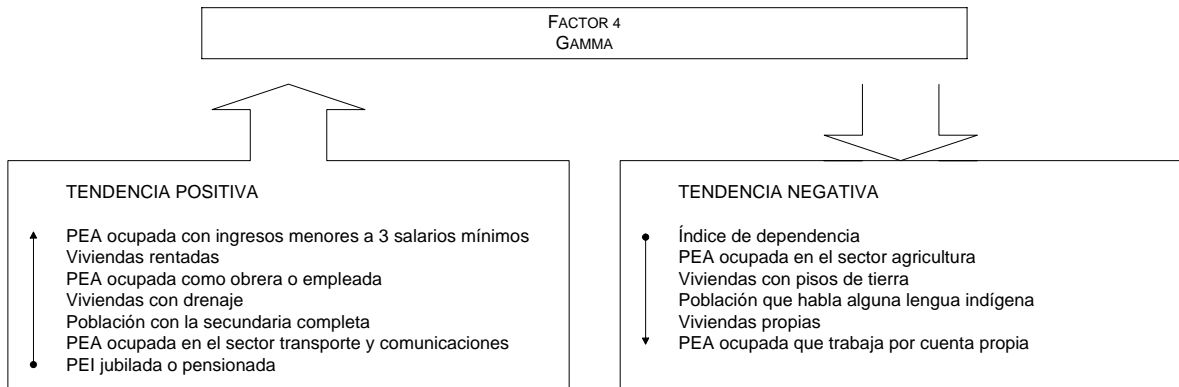 FACTOR 4
GAMMA
TENDENCIA POSITIVA
PEA ocupada con ingresos menores a 3 salarios mínimos
Viviendas rentadas
PEA ocupada como obrera o empleada
Viviendas con drenaje
Población con la secundaria completa
PEA ocupada en el sector transporte y comunicaciones
PEI jubilada o pensionada
TENDENCIA NEGATIVA
Índice de dependencia
PEA ocupada en el sector agricultura
Viviendas con pisos de tierra
Población que habla alguna lengua indígena
Viviendas propias
PEA ocupada que trabaja por cuenta propia